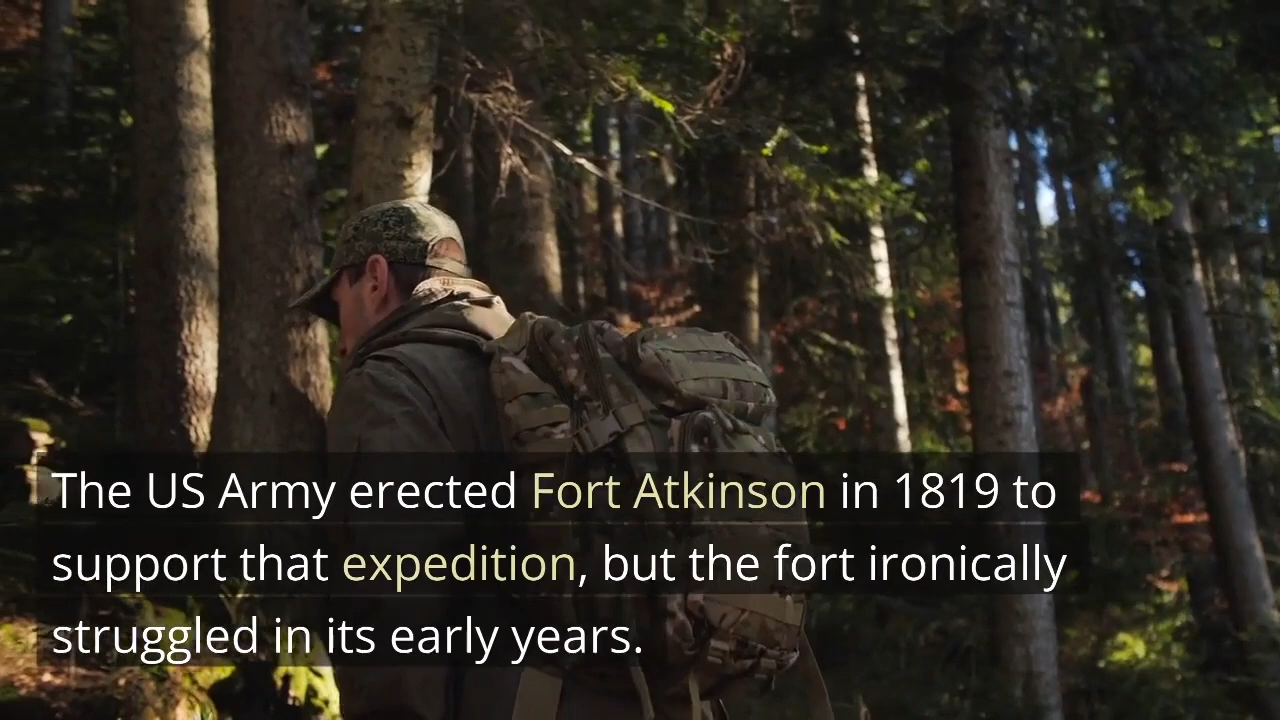 The US Army erected Fort Atkinson in 1819 to
support that expedition, but the fort ironically
struggled in its early years.